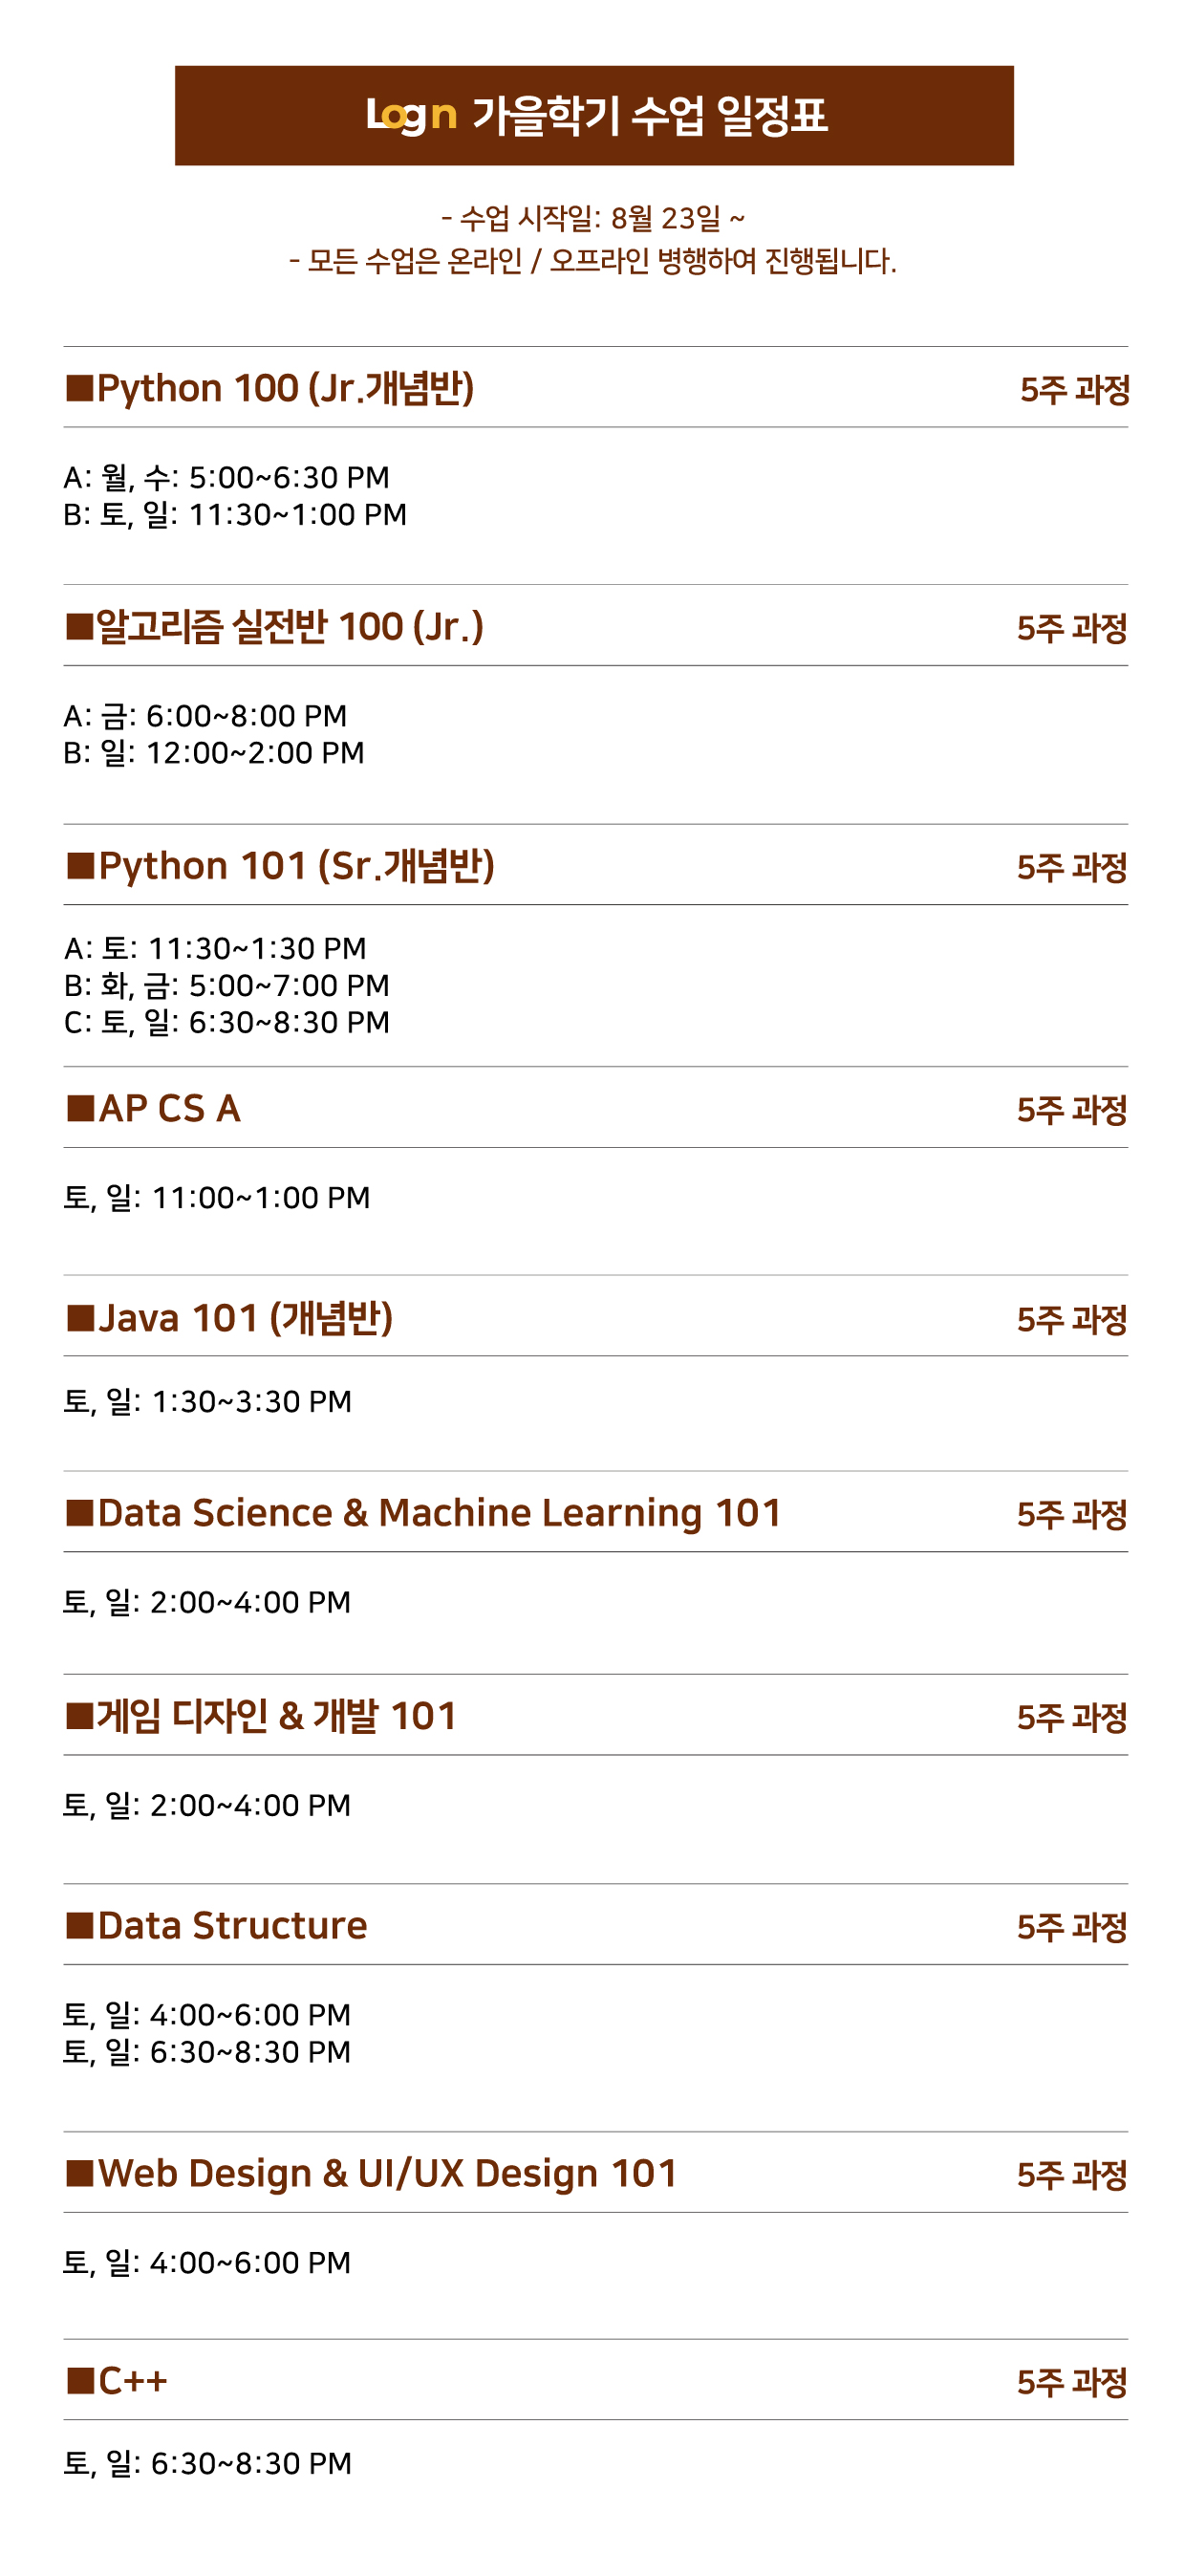 Logn 가을학기 수업 일정표
- 수업 시작일: 8월 23일 ~
- 모든 수업은 온라인 / 오프라인 병행하여 진행됩니다.
■Python 100 (Jr.개념반) 5주 과정
A: 월, 수: 5:00~6:30 PM
B: 토, 일: 11:30~1:00 PM
■알고리즘 실전반 100 (Jr.) 5주 과정
A: 금: 6:00~8:00 PM
B: 일: 12:00~2:00 PM
■Python 101 (Sr.개념반) 5주 과정
A: 토: 11:30~1:30 PM
B: 화, 금: 5:00~7:00 PM
C: 토, 일: 6:30~8:30 PM
■AP CS A 5주 과정
토, 일: 11:00~1:00 PM
■Java 101 (개념반) 5주 과정
토, 일: 1:30~3:30 PM
■Data Science & Machine Learning 101 5주 과정
토, 일: 2:00~4:00 PM
■게임 디자인 & 개발 101 5주 과정
토, 일: 2:00~4:00 PM
■Data Structure 5주 과정
토, 일: 4:00~6:00 PM
토, 일: 6:30~8:30 PM
■Web Design & UI/UX Design 101 5주 과정
토, 일: 4:00~6:00 PM
■C++ 5주 과정
토, 일: 6:30~8:30 PM